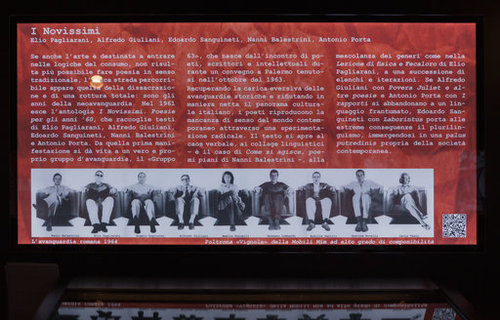 I Novissimi
Elio Pagliarani, Alfredo Giuliani, Edoardo Sanguineti, Nanni Balestrini, Antonio Porta
Se anche l'arte è destinata a entrare
nelle logiche del consumo, non risul-
ta più possibile fare poesia in senso
tradizionale, l' strada percorri-
bile appare quella della dissacrazio-
ne e di una rottura totale: sono gli
anni della neoavanguardia. Nel 1961
esce l'antologia I Novissimi. Poesie
per gli anni '60, che raccoglie testi
di Elio Pagliarani, Alfredo Giuliani,
Edoardo Sanguineti, Nanni Balestrini
e Antonio Porta. Da quella prima mani-
festazione si dà vita a un vero e pro-
prio gruppo d'avanguardia, il «Gruppo
63», che nasce dall'incontro di po-
eti, scrittori e intellettuali du-
rante un convegno a Palermo tenuto-
si nell'ottobre del 1963.
Recuperando la carica eversiva delle
avanguardie storiche e rifiutando in
maniera netta il panorama cultura-
le italiano, i poeti riproducono la
mancanza di senso del mondo contem-
poraneo attraverso una sperimenta-
zione radicale. Il testo si apre al
caos verbale, ai collage linguistici
- è il caso di Come si agisce, poe-
mi piani di Nanni Balestrini -, alla
mescolanza dei generi come nella
Lezione di fisica e Fecaloro di Elio
Pagliarani, a una successione di
elenchi e iterazioni. Se Alfredo
Giuliani con Povera Juliet e al-
tre poesie e Antonio Porta con I
rapporti si abbandonano a un lin-
guaggio frantumato, Edoardo San-
guineti con Laborintus porta alle
estreme conseguenze il plurilin-
guismo, immergendosi in una palus
putredinis propria della società
contemporanea.
L'avanguardia romana 1964
Poltrona «Vignola» della Mobili Mim ad alto grado di componibilità